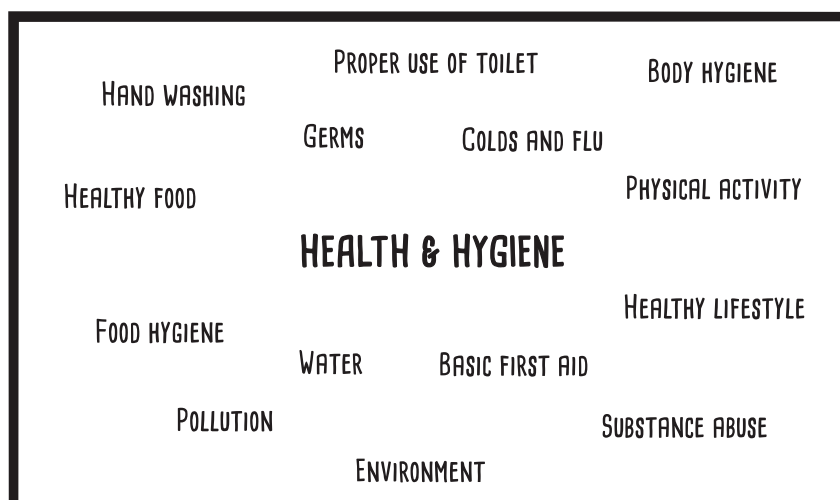 Proper use of toilet
Body hygiene
Hand washing
Germs
Colds and flu
Healthy food
Physical activity
Health & Hygiene
Healthy lifestyle
Food hygiene
Water
Basic first aid
Pollution
Substance abuse
Environment